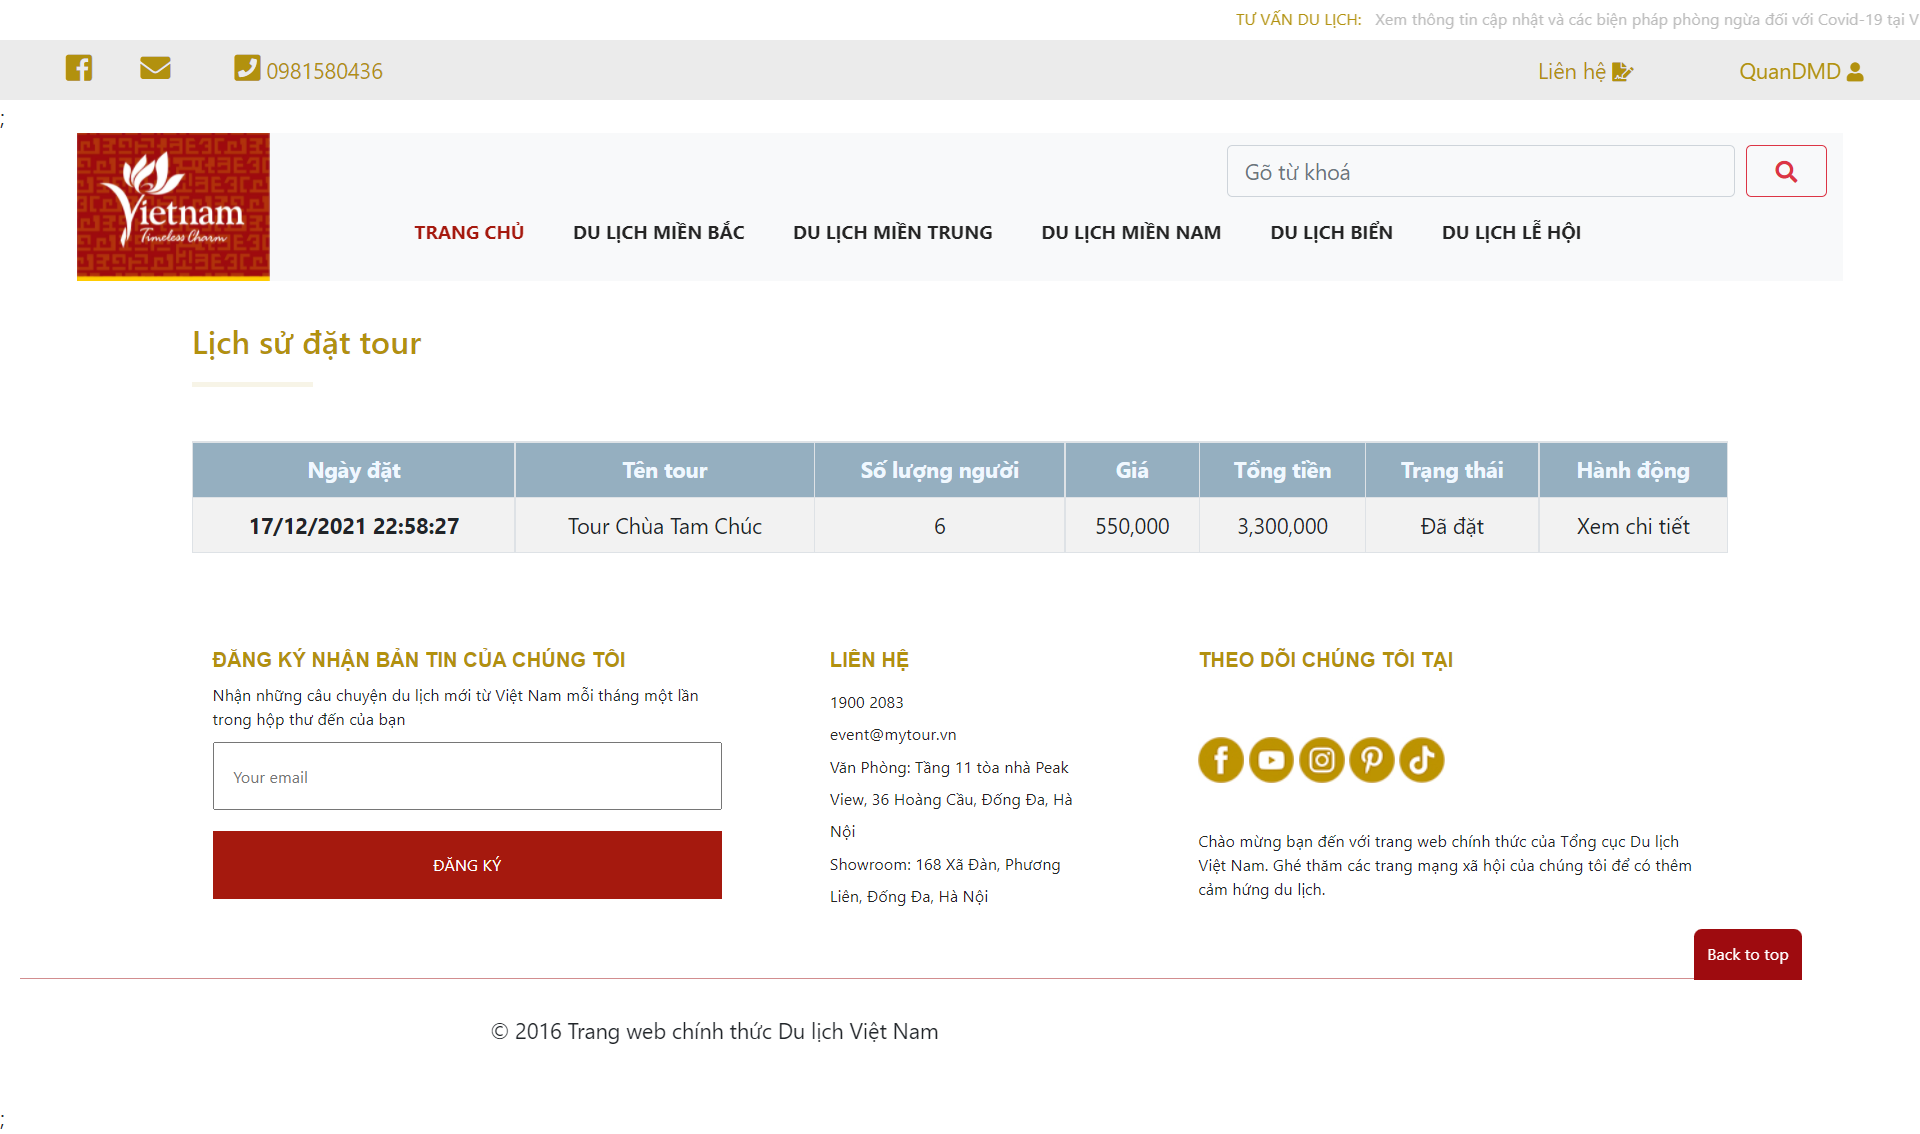 TƯ VẤN DU LỊCH: Xem thông tin cập nhật và các biện pháp phòng ngừa đối với Covid-19 tại V
0981580436
Liên hệ
QuanDMD
;
Vietnam
Timeless Charm
Gõ từ khoá
TRANG CHỦ DU LỊCH MIỀN BẮC DU LỊCH MIỀN TRUNG DU LỊCH MIỀN NAM DU LỊCH BIỂN DU LỊCH LỄ HỘI
Lịch sử đặt tour
Ngày đặt Tên tour Số lượng người Giá Tổng tiền Trạng thái Hành động
17/12/2021 22:58:27 Tour Chùa Tam Chúc 6 550,000 3,300,000 Đã đặt Xem chi tiết
ĐĂNG KÝ NHẬN BẢN TIN CỦA CHÚNG TÔI
Nhận những câu chuyện du lịch mới từ Việt Nam mỗi tháng một lần
trong hộp thư đến của bạn
Your email
ĐĂNG KÝ
LIÊN HỆ
1900 2083
event@mytour.vn
Văn Phòng: Tầng 11 tòa nhà Peak
View, 36 Hoàng Cầu, Đống Đa, Hà
Nội
Showroom: 168 Xã Đàn, Phương
Liên, Đống Đa, Hà Nội
THEO DÕI CHÚNG TÔI TẠI
Chào mừng bạn đến với trang web chính thức của Tổng cục Du lịch
Việt Nam. Ghé thăm các trang mạng xã hội của chúng tôi để có thêm
cảm hứng du lịch.
Back to top
© 2016 Trang web chính thức Du lịch Việt Nam
;